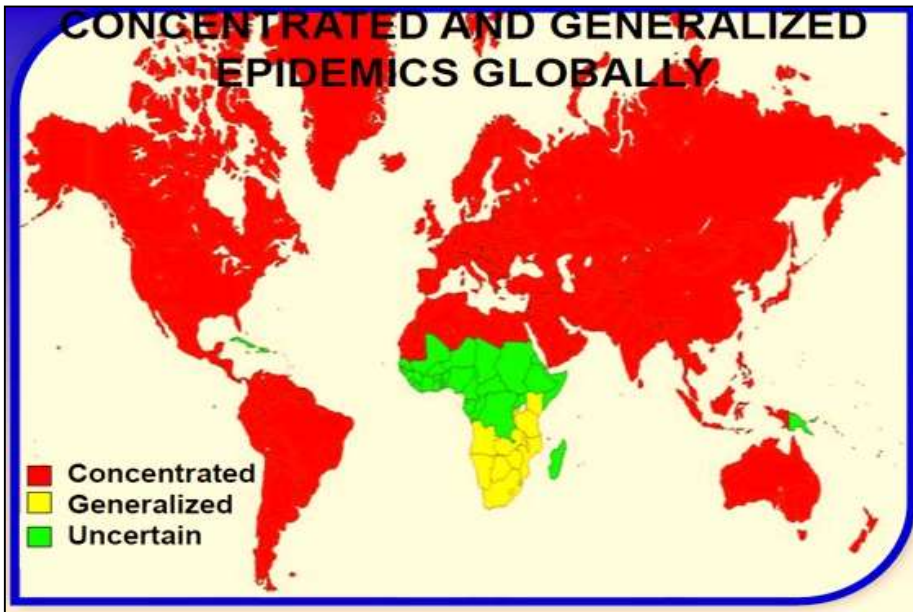 CONCENTRATED AND GENERALIZED
EPIDEMICS GLOBALLY
Concentrated
Generalized
Uncertain